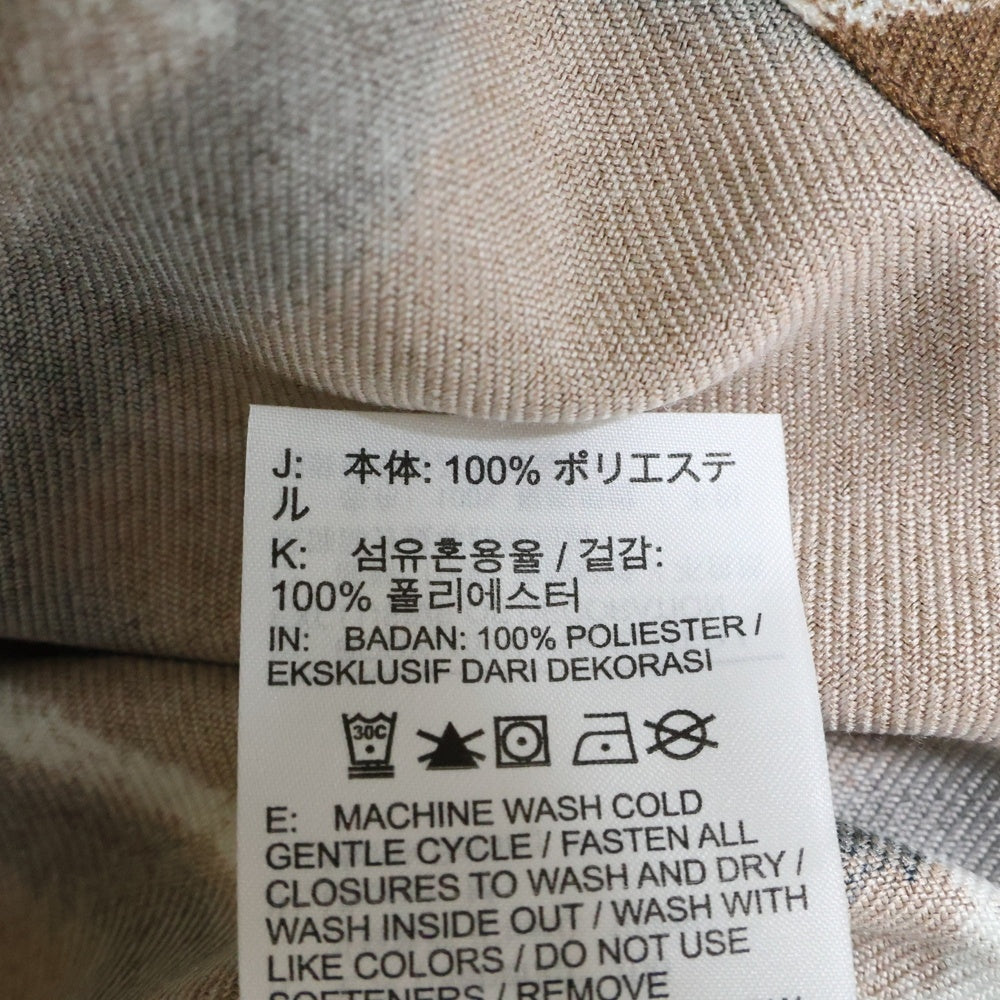 J: 本体: 100% ポリエステ
ル
K: 섬유혼용율 / 겉감:
100% 폴리에스터
IN: BADAN: 100% POLIESTER /
EKSKLUSIF DARI DEKORASI
30C
E: MACHINE WASH COLD
GENTLE CYCLE / FASTEN ALL
CLOSURES TO WASH AND DRY /
WASH INSIDE OUT / WASH WITH
LIKE COLORS / DO NOT USE
SOFTENERS / REMOVE